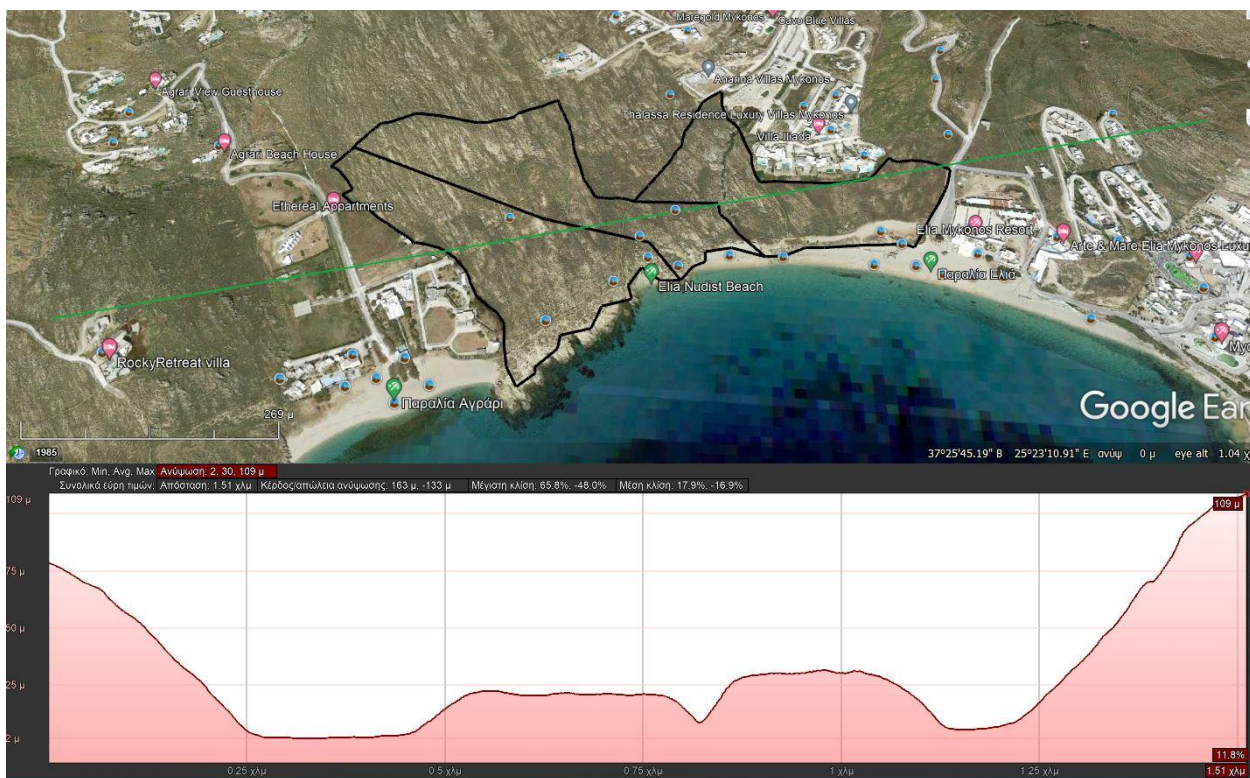 Maregold Mykonos
Cavo Blue Villas
Anarina Villas Mykonos
Agrari View Guesthouse
Thalassa Residence Luxury Villas Mykonos
Villa Iliada
Agrari Beach House
Ethereal Appartments
Elia Mykonos Resort
Arte & Mare Elia Mykonos Luxu
Παραλία Ελιά
Elia Nudist Beach
RockyRetreat villa
Παραλία Αγράρι
269 μ
Google Ear
1985
37°25'45.19" Β 25°23'10.91" Ε ανύψ 0 μ eye alt 1.04 χ
Γραφικό: Min. Avg. Max Ανύψωση: 2, 30, 109 μ
Συνολικά εύρη τιμών: Απόσταση: 1.51 χλμ Κέρδος/απώλεια ανύψωσης: 163 μ, -133 μ Μέγιστη κλίση: 65.8%, -48.0% Μέση κλίση: 17.9%, -16.9%
109 μ
109 μ
75 μ
50 μ
25 μ
2 μ
11.8%
0.25 χλμ 0.5 χλμ 0.75 χλμ 1 χλμ 1.25 χλμ 1.51 χλμ